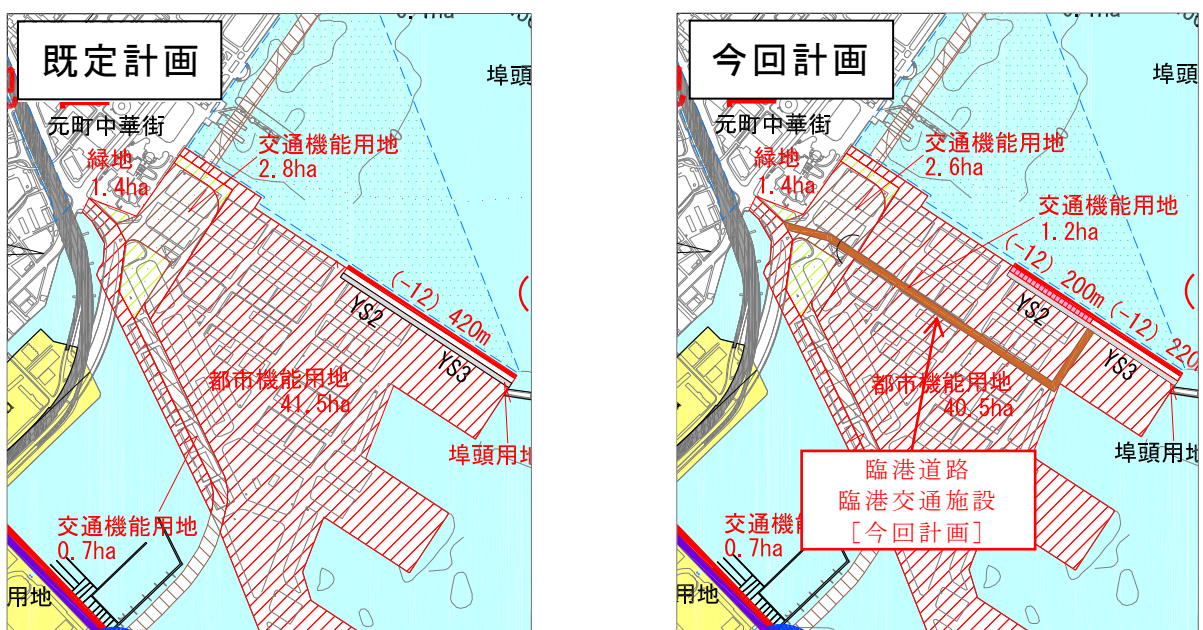 既定計画
埠頭
元町中華街
緑地
1.4ha
交通機能用地
2.8ha
(-12) 420m
YS2
YS3
都市機能用地
41.5ha
埠頭用地
交通機能用地
0.7ha
用地
今回計画
埠頭
元町中華街
緑地
1.4ha
交通機能用地
2.6ha
交通機能用地
1.2ha
(-12) 200m
(-12) 220
YS2
YS3
都市機能用地
40.5ha
埠頭用地
臨港道路
臨港交通施設
[今回計画]
交通機
0.7ha
用地